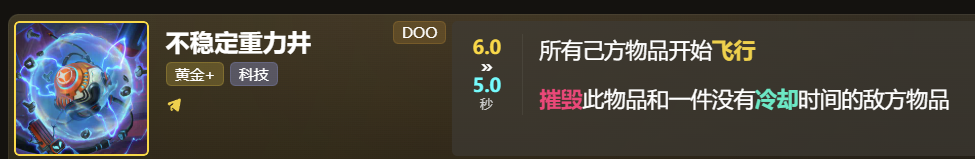 不稳定重力井
DOO
黄金+
科技
6.0
»
5.0
秒
所有己方物品开始飞行
摧毁此物品和一件没有冷却时间的敌方物品